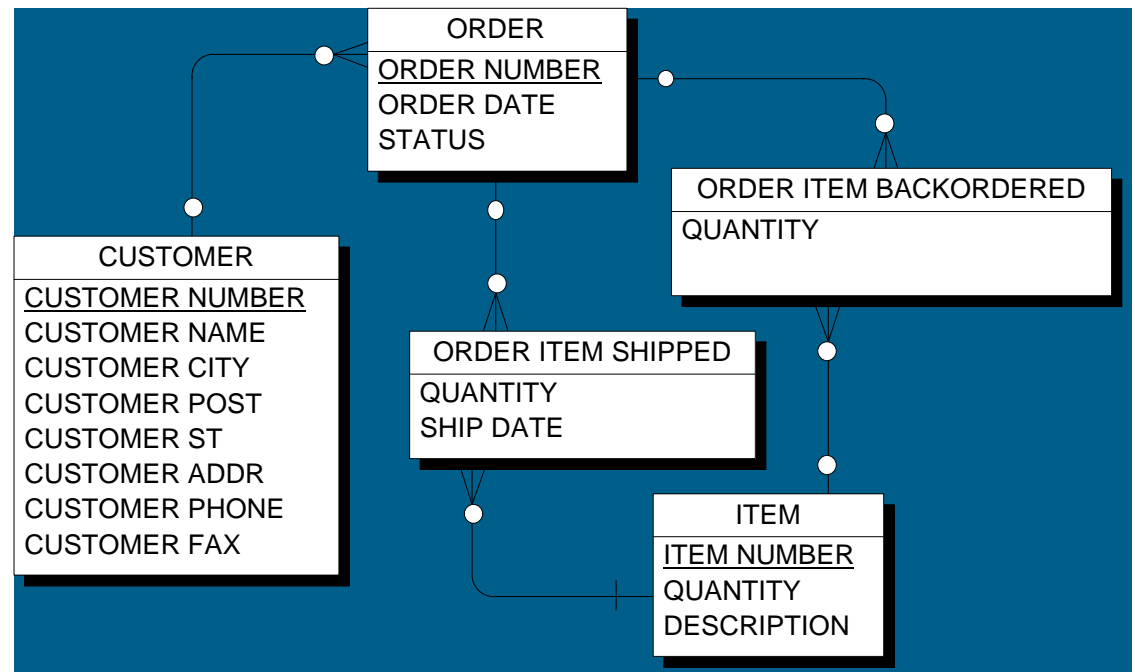 ORDER
ORDER NUMBER
ORDER DATE
STATUS
ORDER ITEM BACKORDERED
QUANTITY
CUSTOMER
CUSTOMER NUMBER
CUSTOMER NAME
CUSTOMER CITY
CUSTOMER POST
CUSTOMER ST
CUSTOMER ADDR
CUSTOMER PHONE
CUSTOMER FAX
ORDER ITEM SHIPPED
QUANTITY
SHIP DATE
ITEM
ITEM NUMBER
QUANTITY
DESCRIPTION